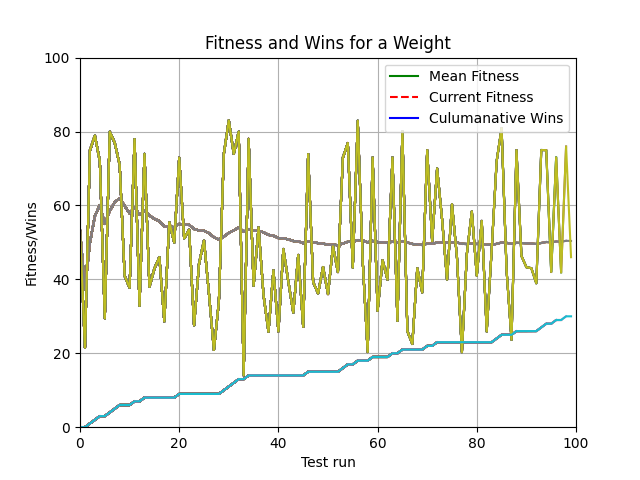 Fitness and Wins for a Weight
Mean Fitness
Current Fitness
Culumanative Wins
Fitness/Wins
100
80
60
40
20
0
0 20 40 60 80 100
Test run